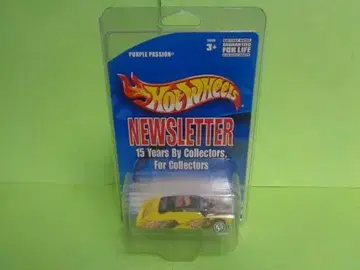 PURPLE PASSION®
3+
GUARANTEED
FOR LIFE
HOT WHEELS
NEWSLETTER
15 Years By Collectors,
For Collectors